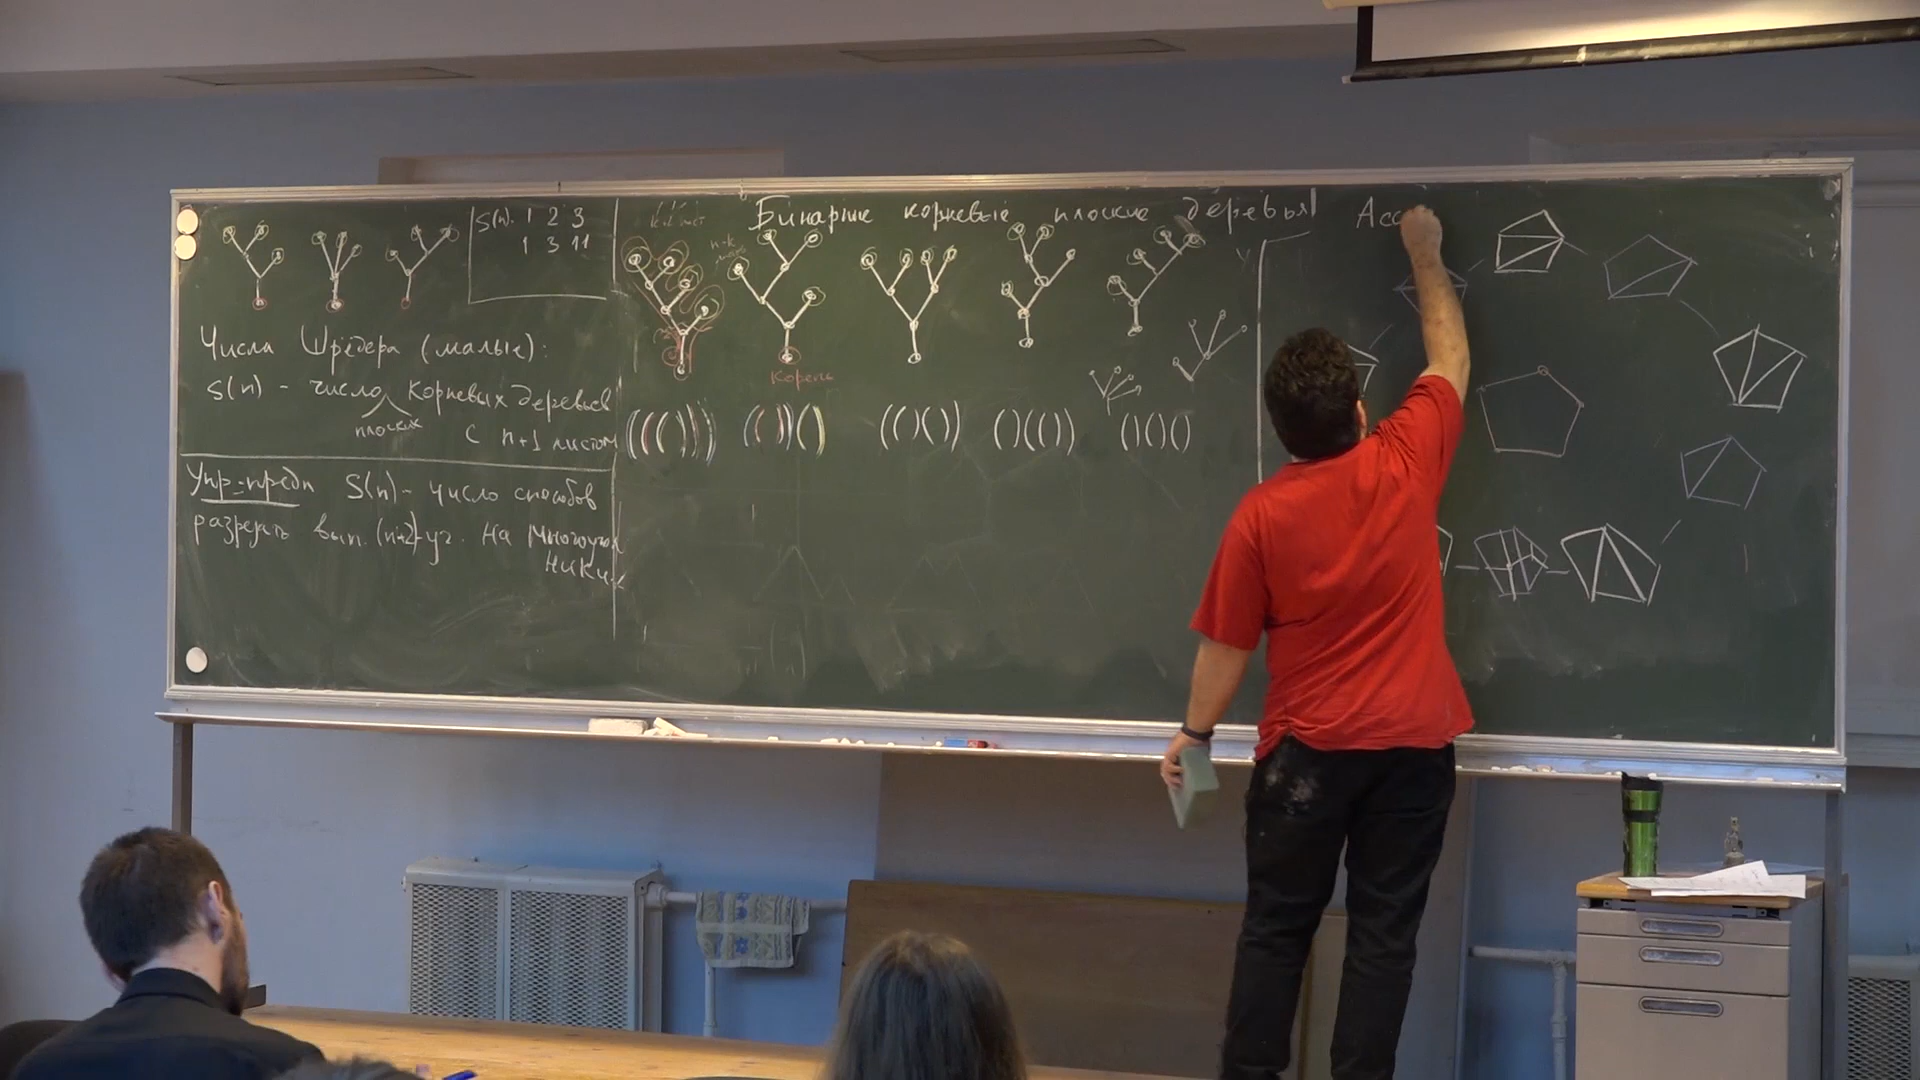 S(n): 1 2 3
1 3 11
Числа Шрёдера (малые):
S(n) - число корневых деревьев
плоских
с n+1 листом
Упр-предл S(n) - число способов
разрезать вып. (n+2)-уг. на многоуголь
ники.
Бинарные корневые плоские деревья
корень
(((())))
(())()
(()())
()(())
()()()
Асс